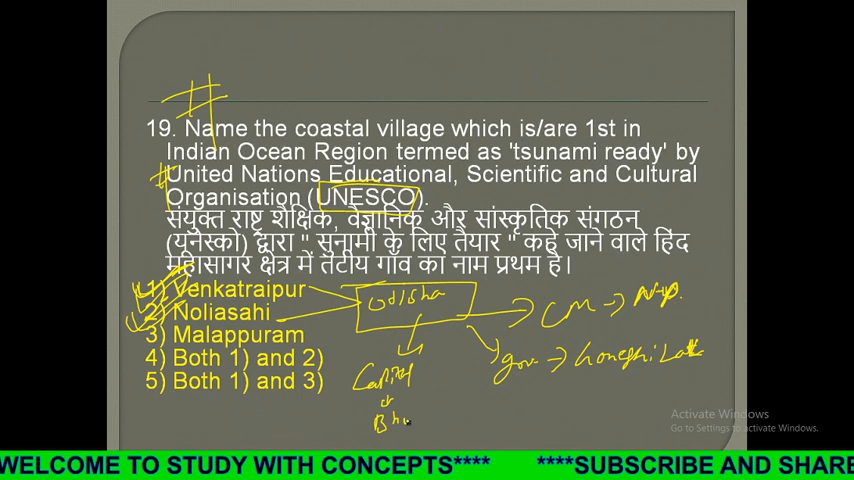 19. Name the coastal village which is/are 1st in
Indian Ocean Region termed as 'tsunami ready' by
United Nations Educational, Scientific and Cultural
Organisation (UNESCO).
संयुक्त राष्ट्र शैक्षिक, वैज्ञानिक और सांस्कृतिक संगठन
(यूनेस्को) द्वारा " सुनामी के लिए तैयार " कहे जाने वाले हिंद
महासागर क्षेत्र में तटीय गाँव का नाम प्रथम है।
1) Venkatraipur
2) Noliasahi
3) Malappuram
4) Both 1) and 2)
5) Both 1) and 3)
Odisha
CM →
gov →
Capital
Bhu
Activate Windows
Go to Settings to activate Windows.
WELCOME TO STUDY WITH CONCEPTS**** ****SUBSCRIBE AND SHARE